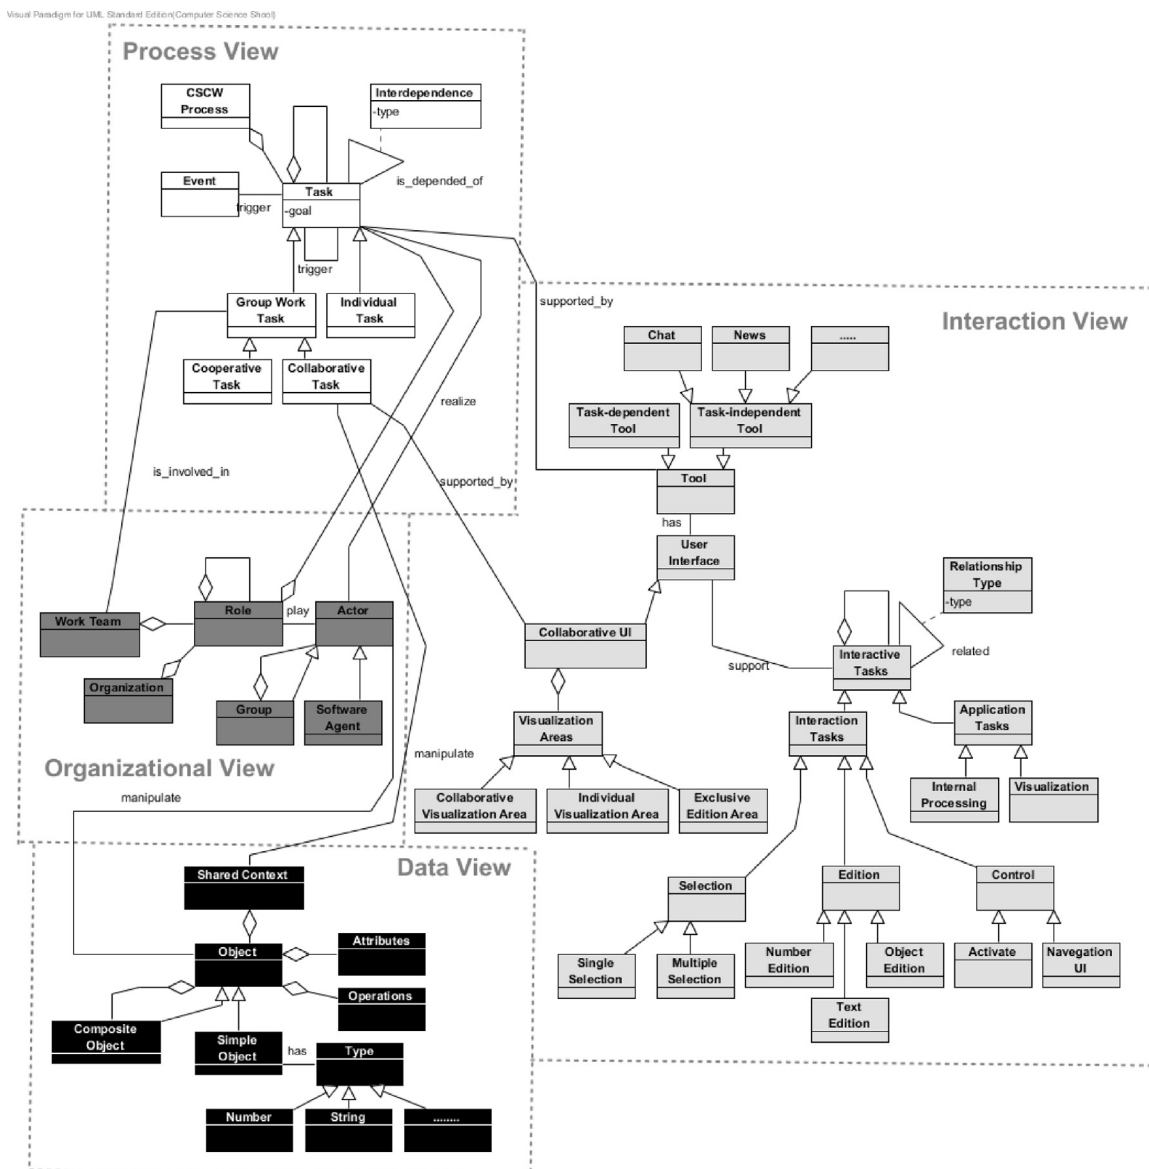 Visual Paradigm for UML Standard Edition(Computer Science Shool)
Process View
CSCW
Process
Interdependence
-type
is_depended_of
Event
trigger
Task
-goal
trigger
Group Work
Task
Individual
Task
Cooperative
Task
Collaborative
Task
realize
supported_by
is_involved_in
supported_by
Interaction View
Chat
News
.....
Task-dependent
Tool
Task-independent
Tool
Tool
has
User
Interface
Relationship
Type
-type
related
support
Interactive
Tasks
Collaborative UI
Interaction
Tasks
Application
Tasks
Visualization
Areas
Internal
Processing
Visualization
Collaborative
Visualization Area
Individual
Visualization Area
Exclusive
Edition Area
Selection
Edition
Control
Single
Selection
Multiple
Selection
Number
Edition
Object
Edition
Activate
Navegation
UI
Text
Edition
Role
play
Actor
Work Team
Organization
Group
Software
Agent
Organizational View
manipulate
manipulate
Data View
Shared Context
Object
Attributes
Operations
Composite
Object
Simple
Object
has
Type
Number
String
........